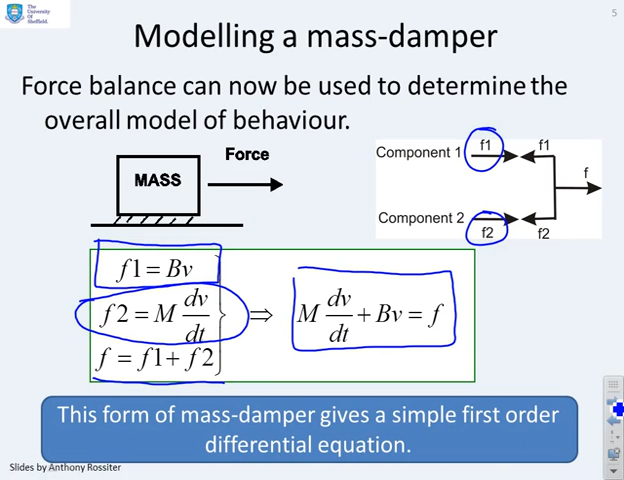 The
University
Of
Sheffield.
5
Modelling a mass-damper
Force balance can now be used to determine the
overall model of behaviour.
MASS
Force
Component 1
f1
f1
f
Component 2
f2
f2
f1 = Bv
f2 = M dv/dt
f = f1 + f2
⇒ M dv/dt + Bv = f
This form of mass-damper gives a simple first order
differential equation.
Slides by Anthony Rossiter